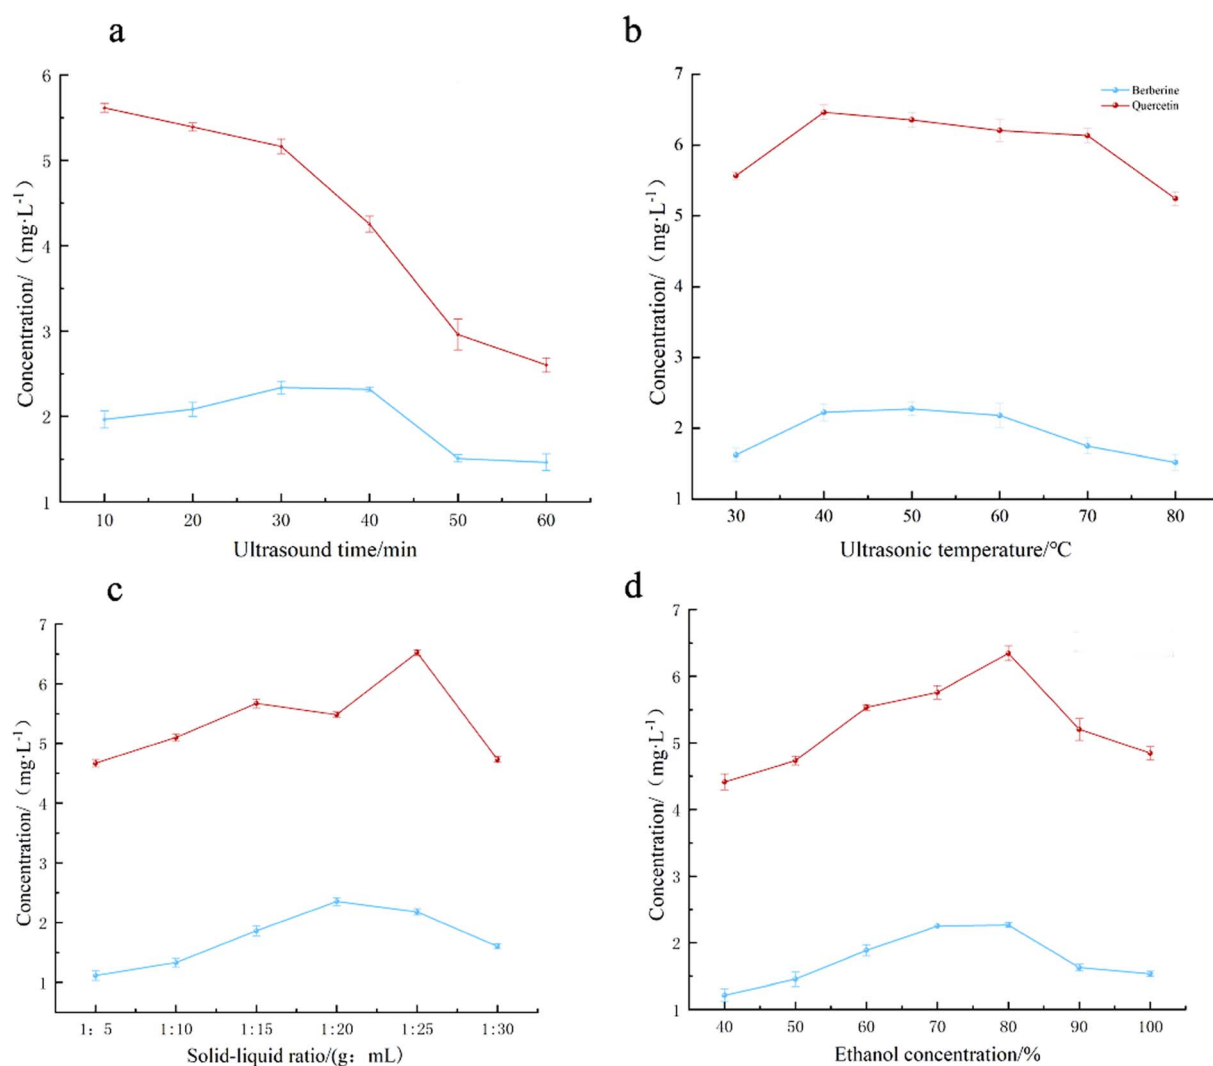 a
6
5
4
3
2
1
Concentration/（mg·L⁻¹）
10 20 30 40 50 60
Ultrasound time/min
b
7
6
5
4
3
2
1
Concentration/（mg·L⁻¹）
Berberine
Quercetin
30 40 50 60 70 80
Ultrasonic temperature/℃
c
7
6
5
4
3
2
1
Concentration/（mg·L⁻¹）
1：5 1:10 1:15 1:20 1:25 1:30
Solid-liquid ratio/(g：mL)
d
7
6
5
4
3
2
1
Concentration/（mg·L⁻¹）
40 50 60 70 80 90 100
Ethanol concentration/%